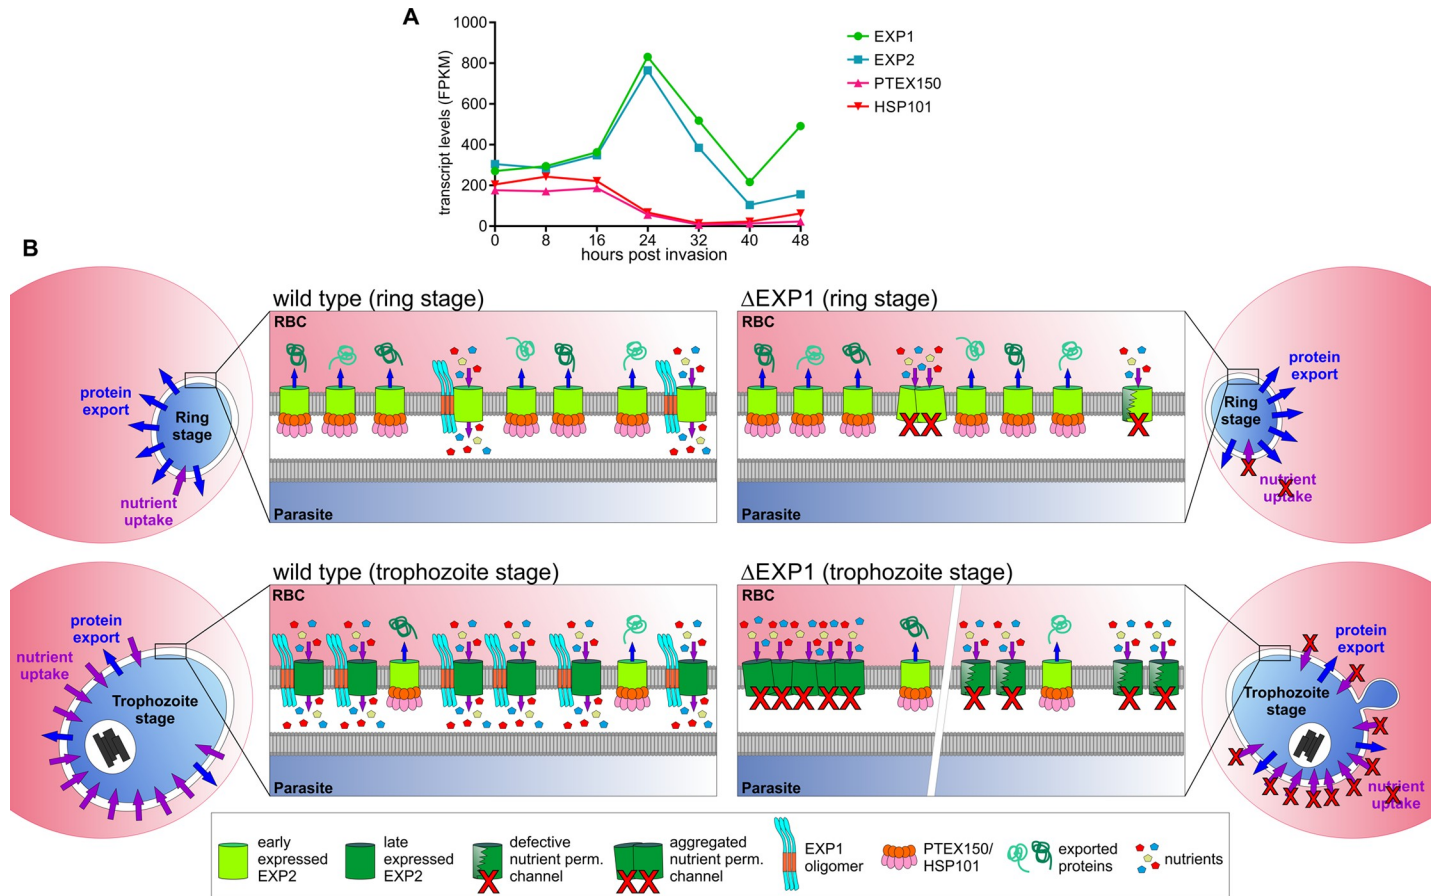 A
1000
800
600
400
200
0
transcript levels (FPKM)
0 8 16 24 32 40 48
hours post invasion
EXP1
EXP2
PTEX150
HSP101
B
protein
export
Ring
stage
nutrient
uptake
wild type (ring stage)
RBC
Parasite
ΔEXP1 (ring stage)
RBC
Parasite
protein
export
Ring
stage
nutrient
uptake
protein
export
nutrient
uptake
Trophozoite
stage
wild type (trophozoite stage)
RBC
Parasite
ΔEXP1 (trophozoite stage)
RBC
Parasite
protein
export
Trophozoite
stage
nutrient
uptake
early
expressed
EXP2
late
expressed
EXP2
defective
nutrient perm.
channel
aggregated
nutrient perm.
channel
EXP1
oligomer
PTEX150/
HSP101
exported
proteins
nutrients